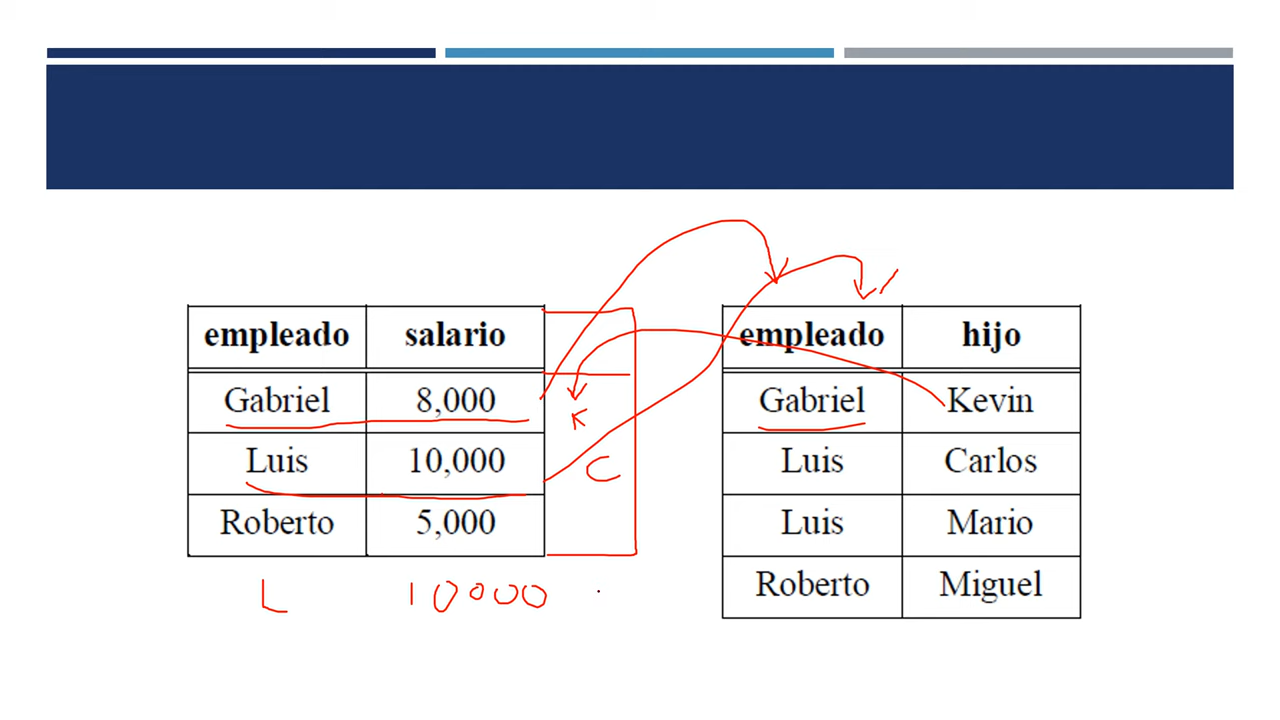 empleado salario
Gabriel 8,000 K
Luis 10,000 C
Roberto 5,000
L 10000
empleado hijo
Gabriel Kevin
Luis Carlos
Luis Mario
Roberto Miguel